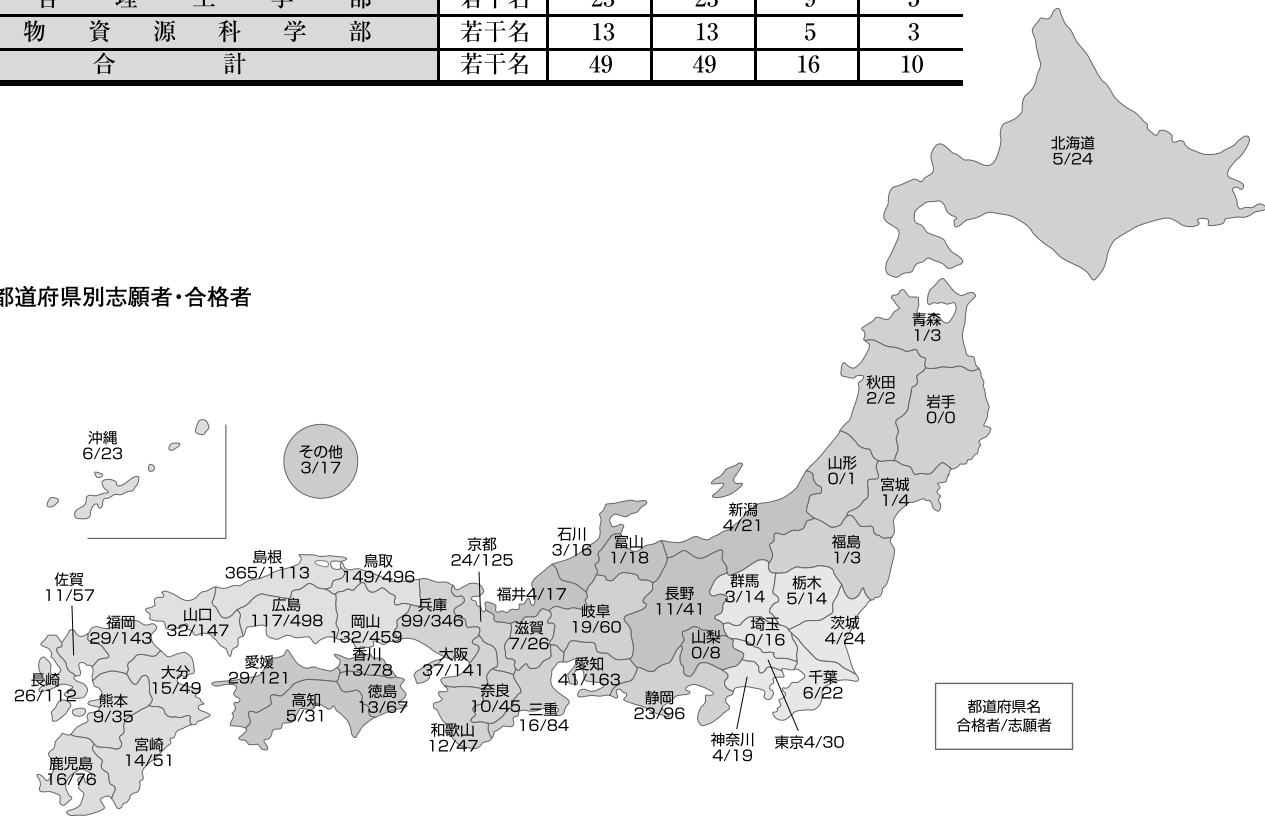 合 理 工 学 部 若干名 23 23 9 5
物 資 源 科 学 部 若干名 13 13 5 3
合 計 若干名 49 49 16 10
都道府県別志願者・合格者
北海道
5/24
青森
1/3
秋田
2/2
岩手
0/0
山形
0/1
宮城
1/4
沖縄
6/23
その他
3/17
新潟
4/21
福島
1/3
石川
3/16
富山
1/18
京都
24/125
島根
365/1113
鳥取
149/496
佐賀
11/57
福井4/17
長野
11/41
群馬
3/14
栃木
5/14
福岡
29/143
山口
32/147
広島
117/498
岡山
132/459
兵庫
99/346
滋賀
7/26
岐阜
19/60
山梨
0/8
埼玉
0/16
茨城
4/24
長崎
26/112
大分
15/49
愛媛
29/121
香川
13/78
大阪
37/141
愛知
41/163
千葉
6/22
熊本
9/35
高知
5/31
徳島
13/67
奈良
10/45
三重
16/84
静岡
23/96
都道府県名
合格者/志願者
和歌山
12/47
神奈川
4/19
東京4/30
宮崎
14/51
鹿児島
16/76